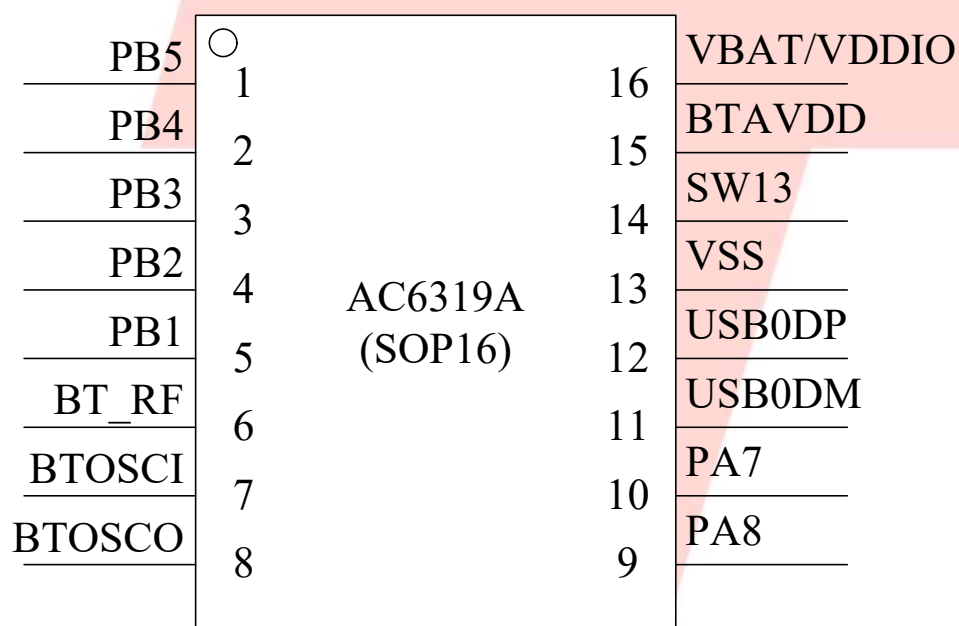 PB5 1 16 VBAT/VDDIO
PB4 2 15 BTAVDD
PB3 3 14 SW13
PB2 4 13 VSS
AC6319A
(SOP16)
PB1 5 12 USB0DP
BT_RF 6 11 USB0DM
BTOSCI 7 10 PA7
BTOSCO 8 9 PA8